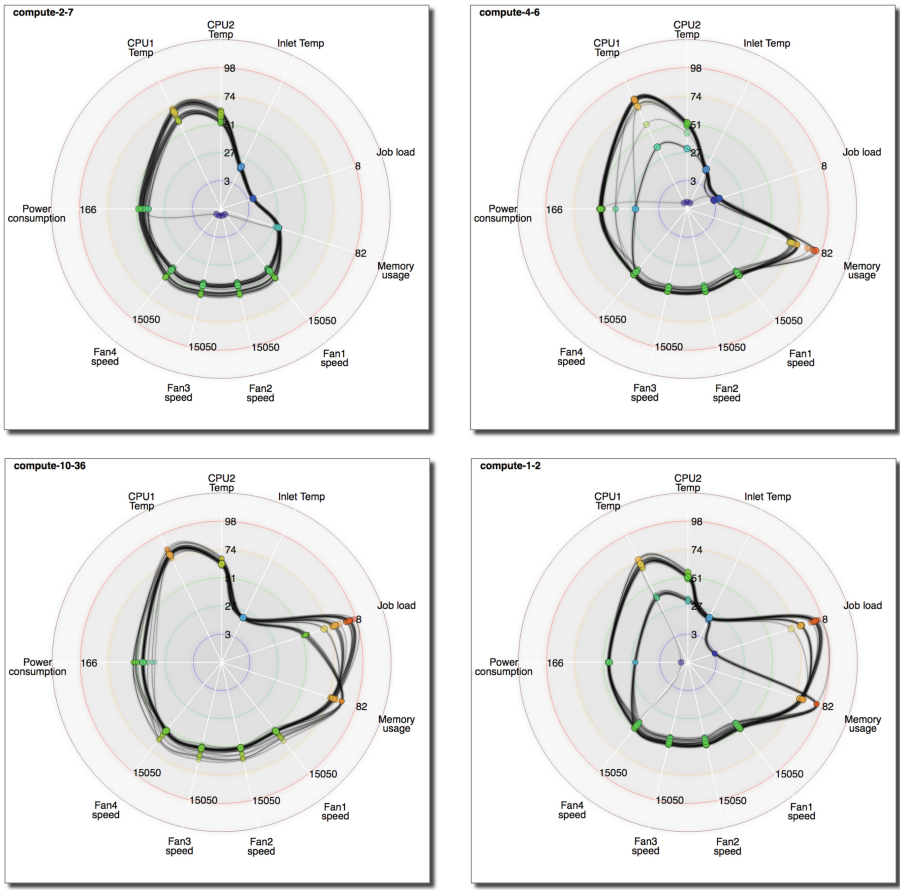 compute-2-7
CPU2
Temp
CPU1
Temp
Inlet Temp
98
74
51
27
3
Job load
8
Power
consumption
166
82
Memory
usage
15050
15050
15050
15050
Fan4
speed
Fan3
speed
Fan2
speed
Fan1
speed
compute-4-6
CPU2
Temp
CPU1
Temp
Inlet Temp
98
74
51
27
3
Job load
8
Power
consumption
166
82
Memory
usage
15050
15050
15050
15050
Fan4
speed
Fan3
speed
Fan2
speed
Fan1
speed
compute-10-36
CPU2
Temp
CPU1
Temp
Inlet Temp
98
74
51
27
3
Job load
8
Power
consumption
166
82
Memory
usage
15050
15050
15050
15050
Fan4
speed
Fan3
speed
Fan2
speed
Fan1
speed
compute-1-2
CPU2
Temp
CPU1
Temp
Inlet Temp
98
74
51
27
3
Job load
8
Power
consumption
166
82
Memory
usage
15050
15050
15050
15050
Fan4
speed
Fan3
speed
Fan2
speed
Fan1
speed